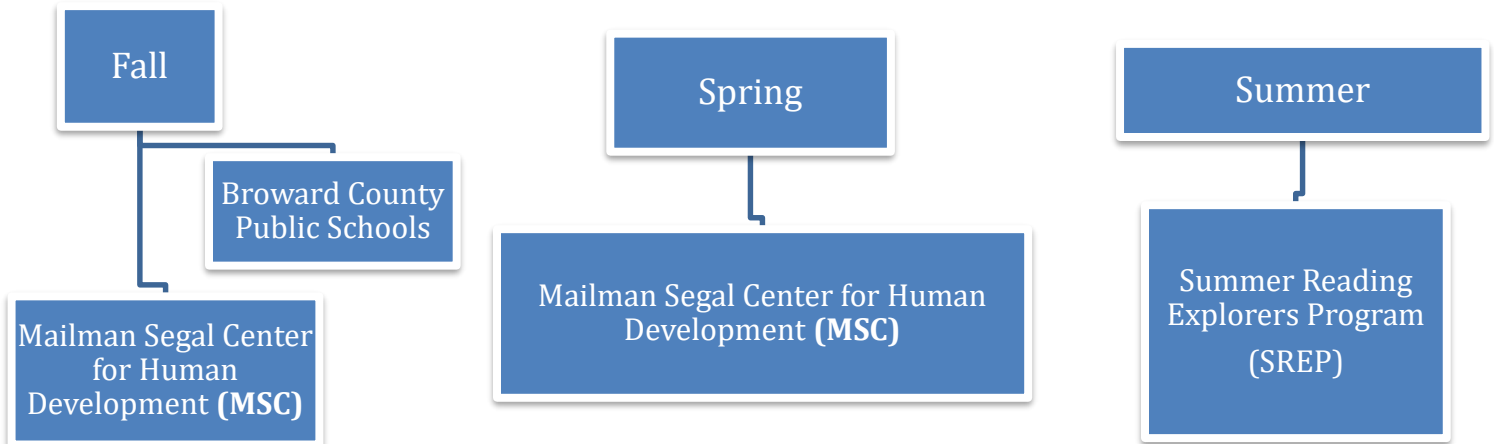 Fall
Broward County
Public Schools
Mailman Segal Center
for Human
Development (MSC)
Spring
Mailman Segal Center for Human
Development (MSC)
Summer
Summer Reading
Explorers Program
(SREP)